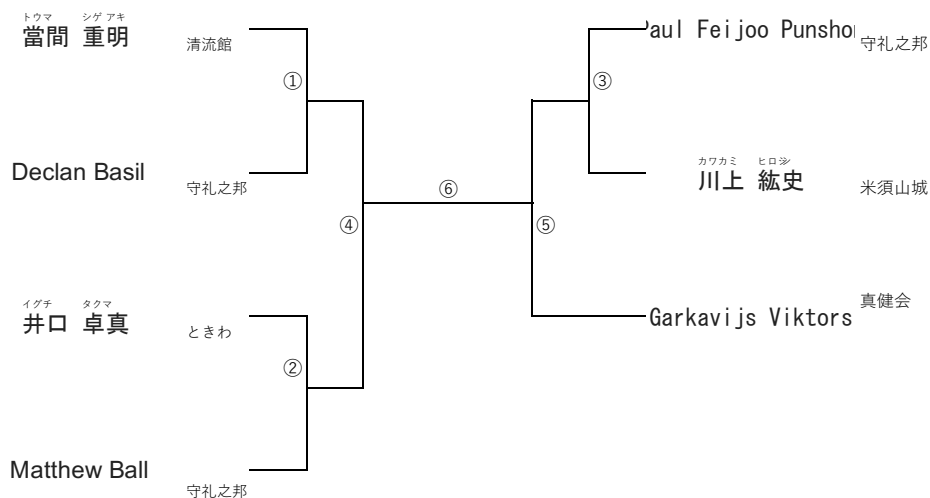 トウマ シゲ アキ
當間 重明 清流館
①
Declan Basil 守礼之邦
④
イグチ タクマ
井口 卓真 ときわ
②
Matthew Ball 守礼之邦
⑥
Paul Feijoo Punshon 守礼之邦
③
カワカミ ヒロシ
川上 紘史 米須山城
⑤
Garkavijs Viktors 真健会